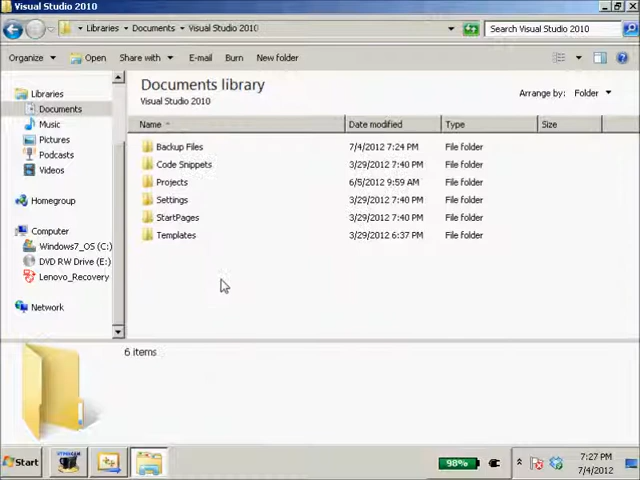 Visual Studio 2010
Libraries Documents Visual Studio 2010
Search Visual Studio 2010
Organize Open Share with E-mail Burn New folder
Documents library
Visual Studio 2010
Arrange by: Folder
Name Date modified Type Size
Libraries
Documents
Music
Pictures
Podcasts
Videos
Homegroup
Computer
Windows7_OS (C:)
DVD RW Drive (E:)
Lenovo_Recovery
Network
Backup Files 7/4/2012 7:24 PM File folder
Code Snippets 3/29/2012 7:40 PM File folder
Projects 6/5/2012 9:59 AM File folder
Settings 3/29/2012 7:40 PM File folder
StartPages 3/29/2012 7:40 PM File folder
Templates 3/29/2012 6:37 PM File folder
6 items
Start
98%
7:27 PM
7/4/2012